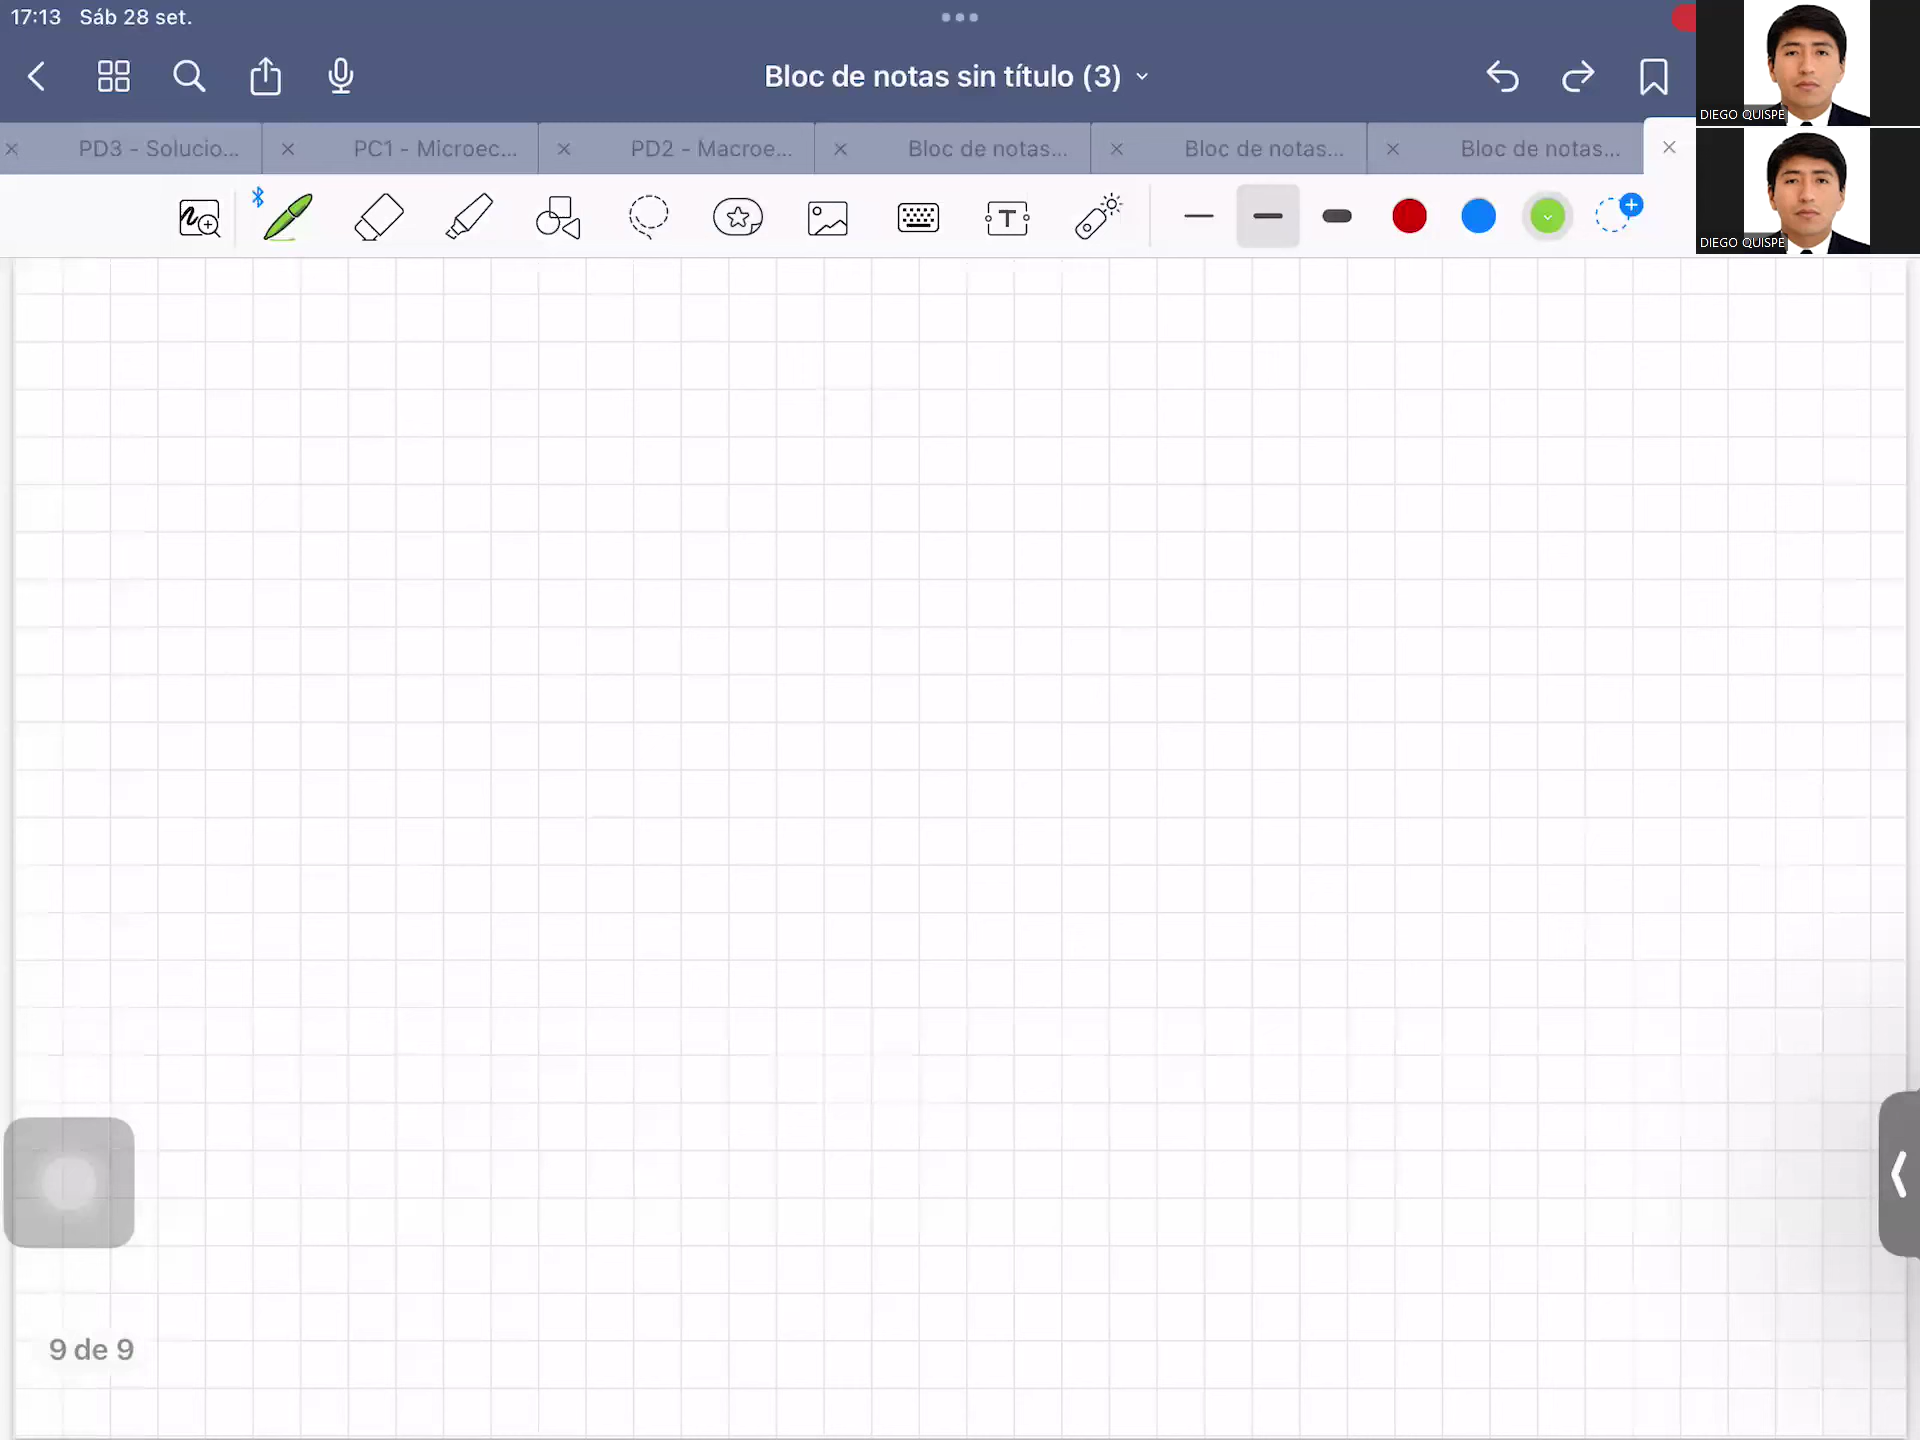 17:13 Sáb 28 set.
Bloc de notas sin título (3)
DIEGO QUISPE
PD3 - Solucio...
PC1 - Microec...
PD2 - Macroe...
Bloc de notas...
Bloc de notas...
Bloc de notas...
DIEGO QUISPE
9 de 9